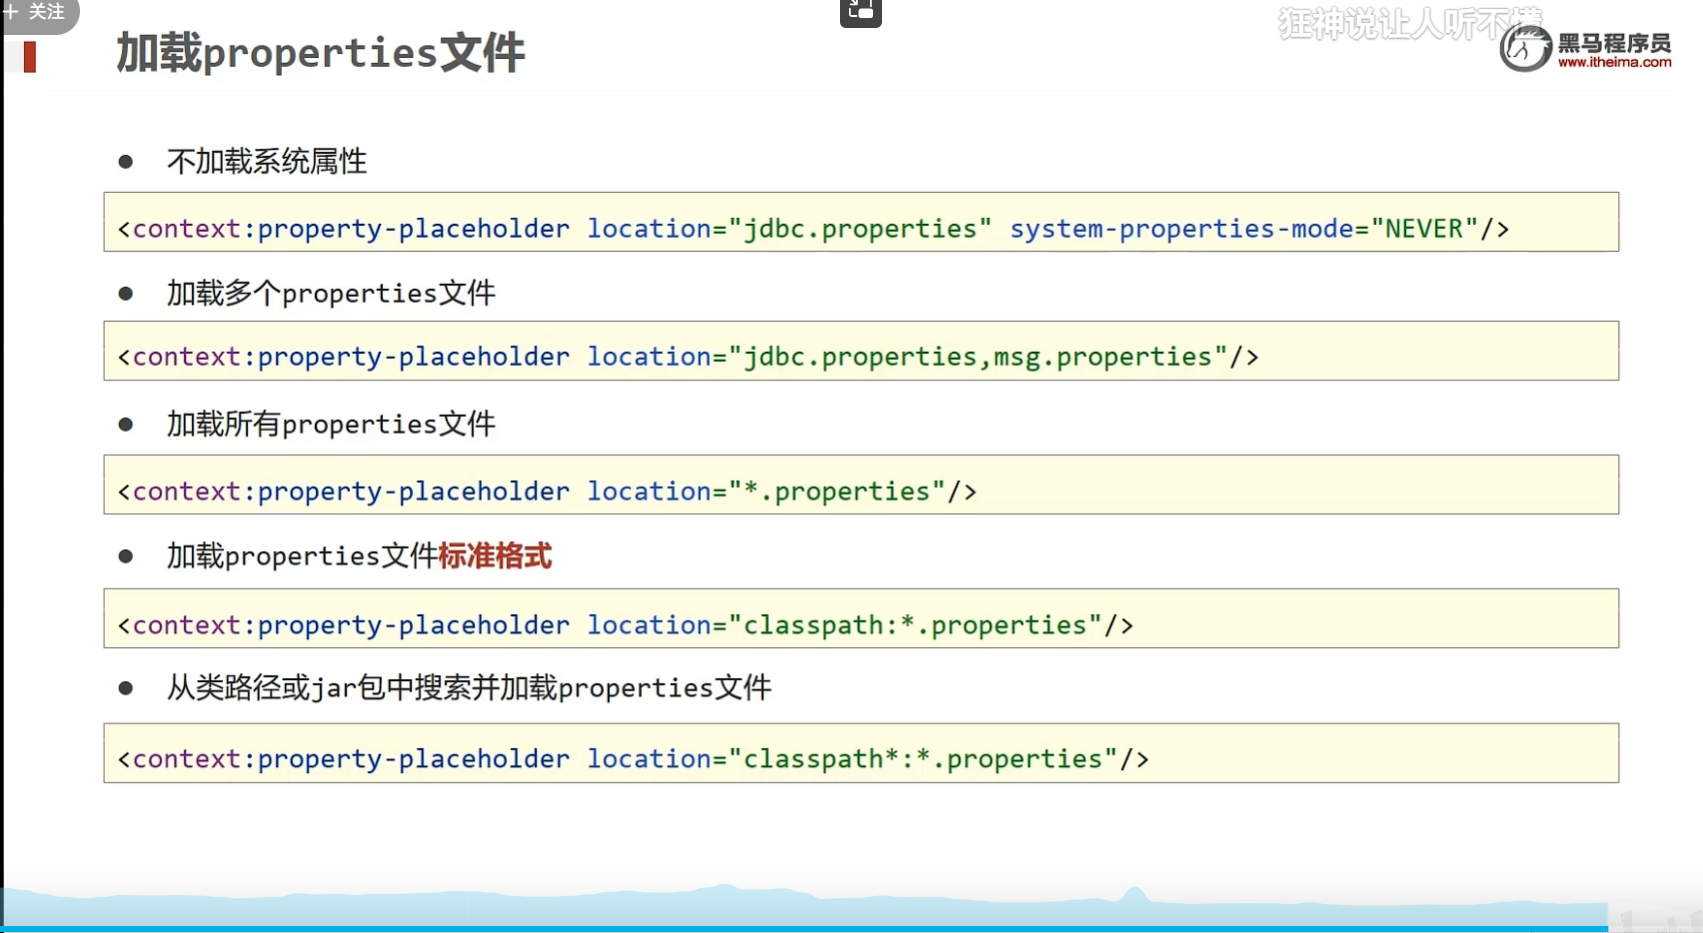 + 关注
狂神说让人听不懂
加载properties文件
黑马程序员
www.itheima.com
● 不加载系统属性
<context:property-placeholder location="jdbc.properties" system-properties-mode="NEVER"/>
● 加载多个properties文件
<context:property-placeholder location="jdbc.properties,msg.properties"/>
● 加载所有properties文件
<context:property-placeholder location="*.properties"/>
● 加载properties文件标准格式
<context:property-placeholder location="classpath:*.properties"/>
● 从类路径或jar包中搜索并加载properties文件
<context:property-placeholder location="classpath*:*.properties"/>